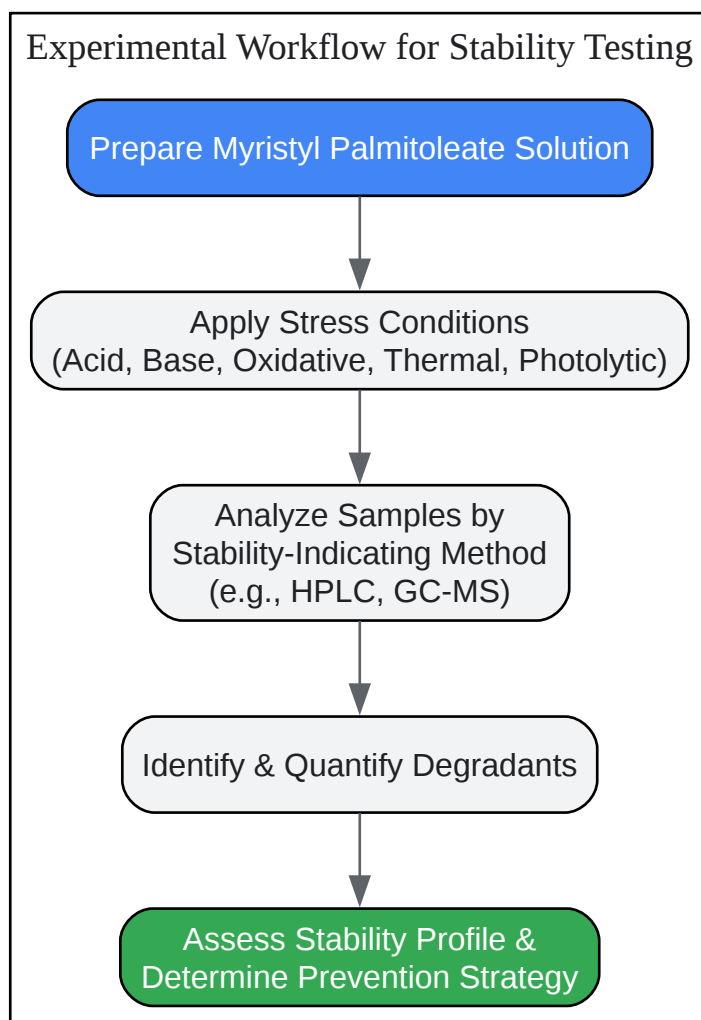 Experimental Workflow for Stability Testing
Prepare Myristyl Palmitoleate Solution
Apply Stress Conditions
(Acid, Base, Oxidative, Thermal, Photolytic)
Analyze Samples by
Stability-Indicating Method
(e.g., HPLC, GC-MS)
Identify & Quantify Degradants
Assess Stability Profile &
Determine Prevention Strategy